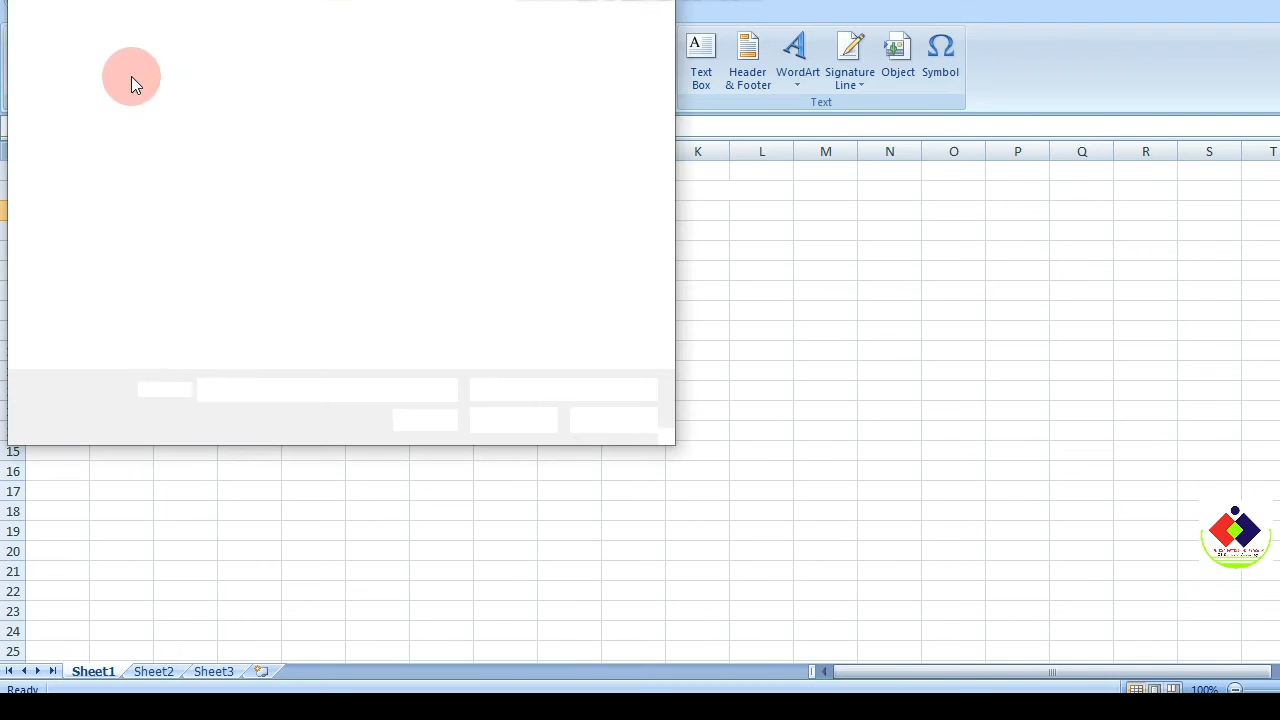 Text Box
Header & Footer
WordArt
Signature Line
Object
Symbol
Text
K L M N O P Q R S T
15
16
17
18
19
20
21
22
23
24
25
Sheet1 Sheet2 Sheet3
Ready 100%